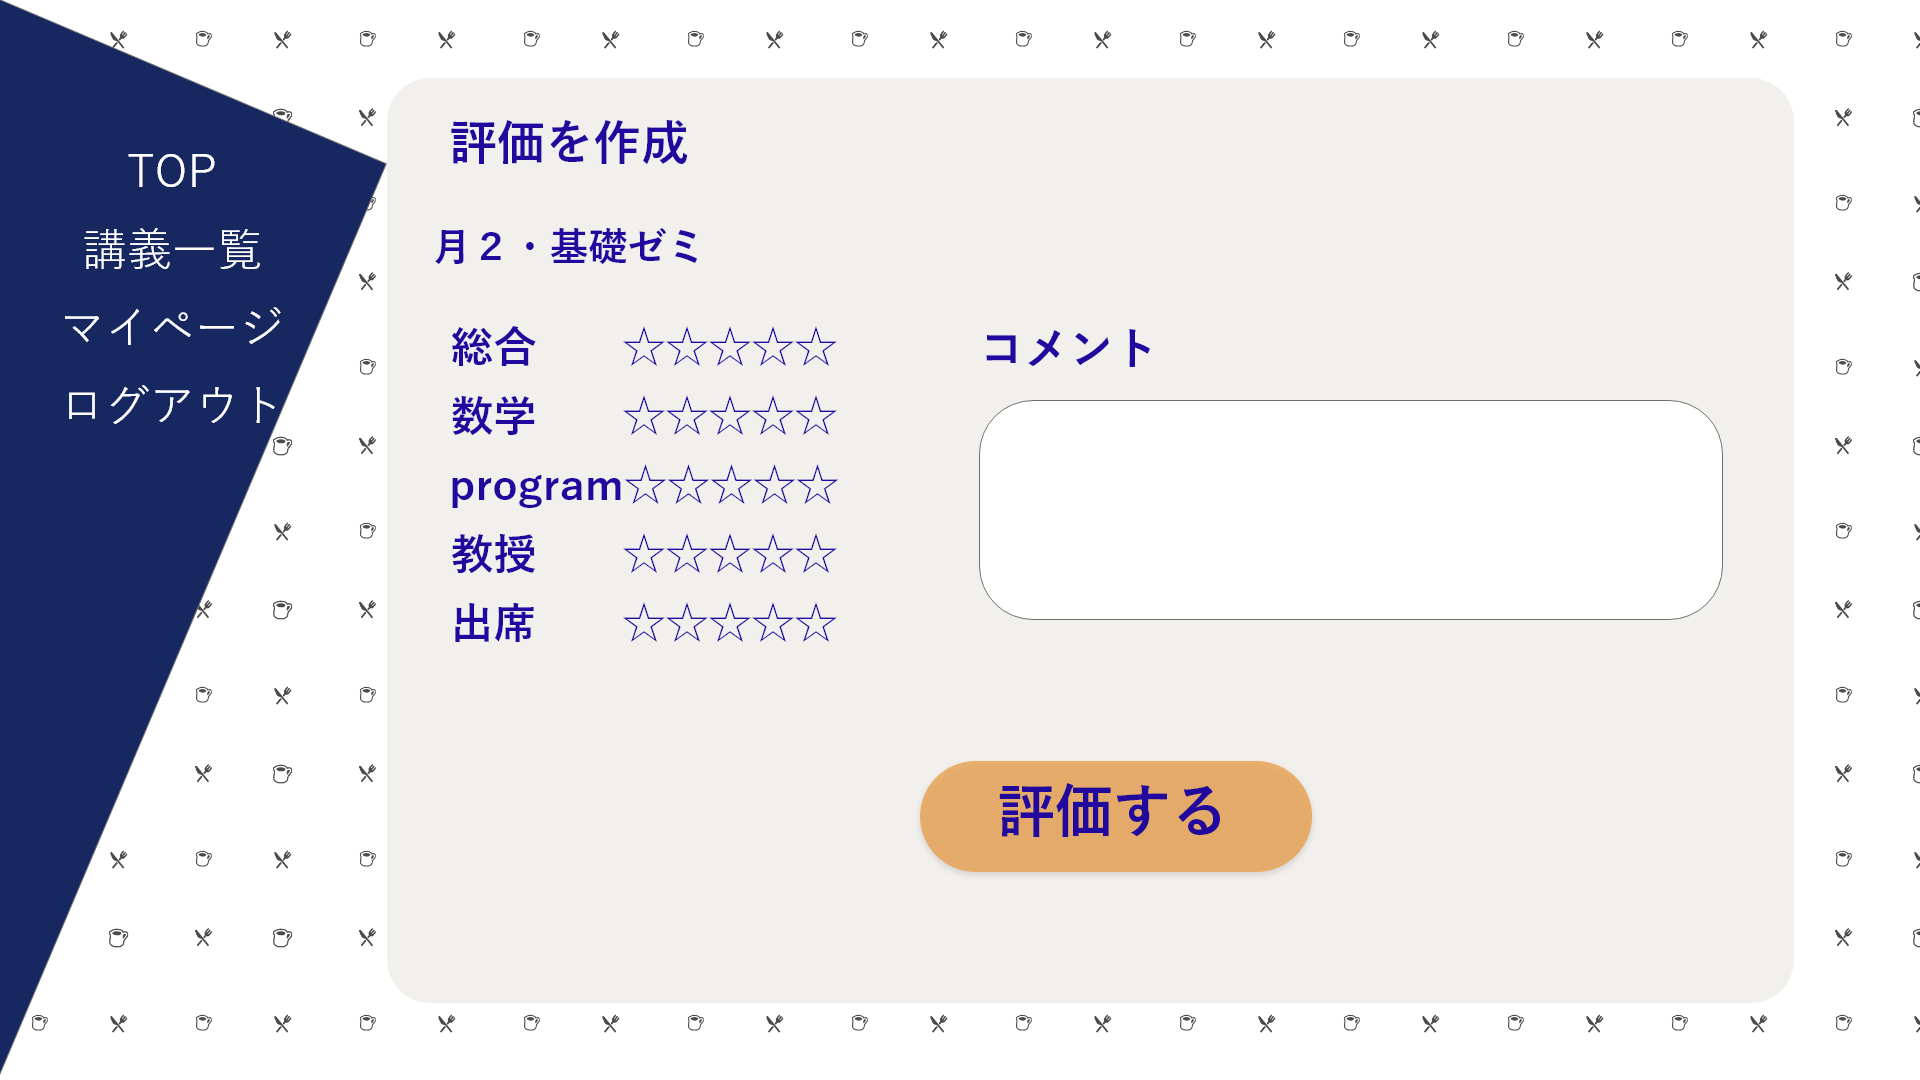 TOP
講義一覧
マイページ
ログアウト
評価を作成
月２・基礎ゼミ
総合 ☆☆☆☆☆
数学 ☆☆☆☆☆
program☆☆☆☆☆
教授 ☆☆☆☆☆
出席 ☆☆☆☆☆
コメント
評価する